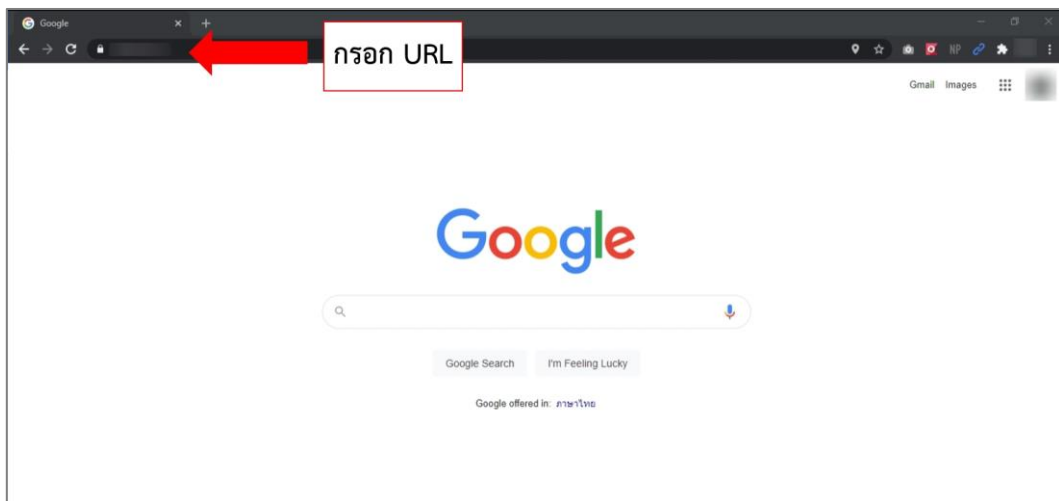 Google
กรอก URL
NP
Gmail Images
Google
Google Search I'm Feeling Lucky
Google offered in: ภาษาไทย